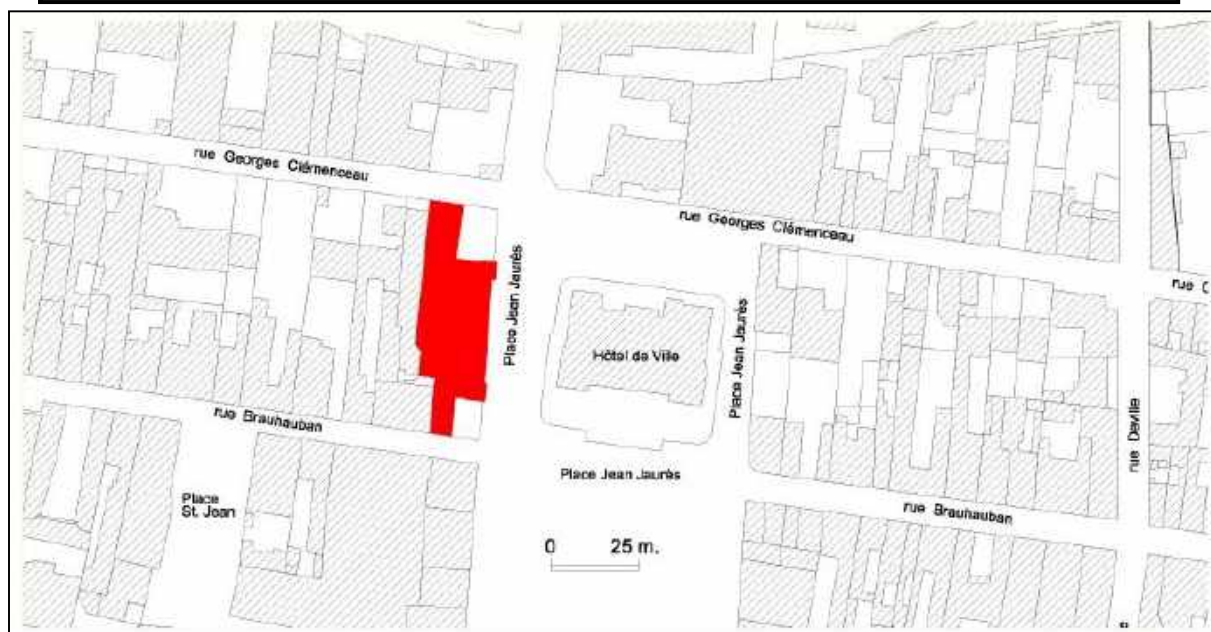 rue Georges Clémenceau
rue Georges Clémenceau
rue C
Place Jean Jaurès
Hôtel de Ville
Place Jean Jaurès
rue Brauhauban
Place Jean Jaurès
rue Deville
Place
St. Jean
rue Brauhauban
0 25 m.